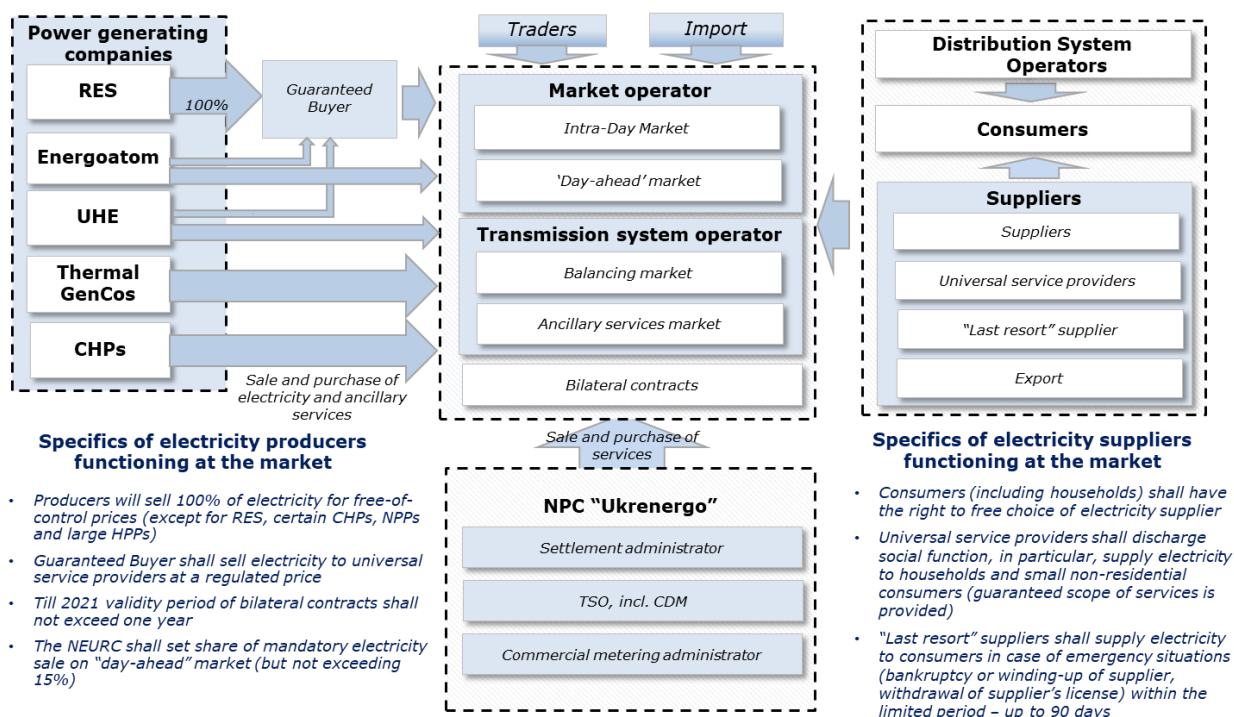 Power generating
companies
RES
100%
Energoatom
UHE
Thermal
GenCos
CHPs
Guaranteed
Buyer
Sale and purchase of
electricity and ancillary
services
Traders
Import
Market operator
Intra-Day Market
‘Day-ahead’ market
Transmission system operator
Balancing market
Ancillary services market
Bilateral contracts
Sale and purchase of
services
NPC “Ukrenergo”
Settlement administrator
TSO, incl. CDM
Commercial metering administrator
Distribution System
Operators
Consumers
Suppliers
Suppliers
Universal service providers
“Last resort” supplier
Export
Specifics of electricity producers
functioning at the market
• Producers will sell 100% of electricity for free-of-
control prices (except for RES, certain CHPs, NPPs
and large HPPs)
• Guaranteed Buyer shall sell electricity to universal
service providers at a regulated price
• Till 2021 validity period of bilateral contracts shall
not exceed one year
• The NEURC shall set share of mandatory electricity
sale on “day-ahead” market (but not exceeding
15%)
Specifics of electricity suppliers
functioning at the market
• Consumers (including households) shall have
the right to free choice of electricity supplier
• Universal service providers shall discharge
social function, in particular, supply electricity
to households and small non-residential
consumers (guaranteed scope of services is
provided)
• “Last resort” suppliers shall supply electricity
to consumers in case of emergency situations
(bankruptcy or winding-up of supplier,
withdrawal of supplier’s license) within the
limited period – up to 90 days